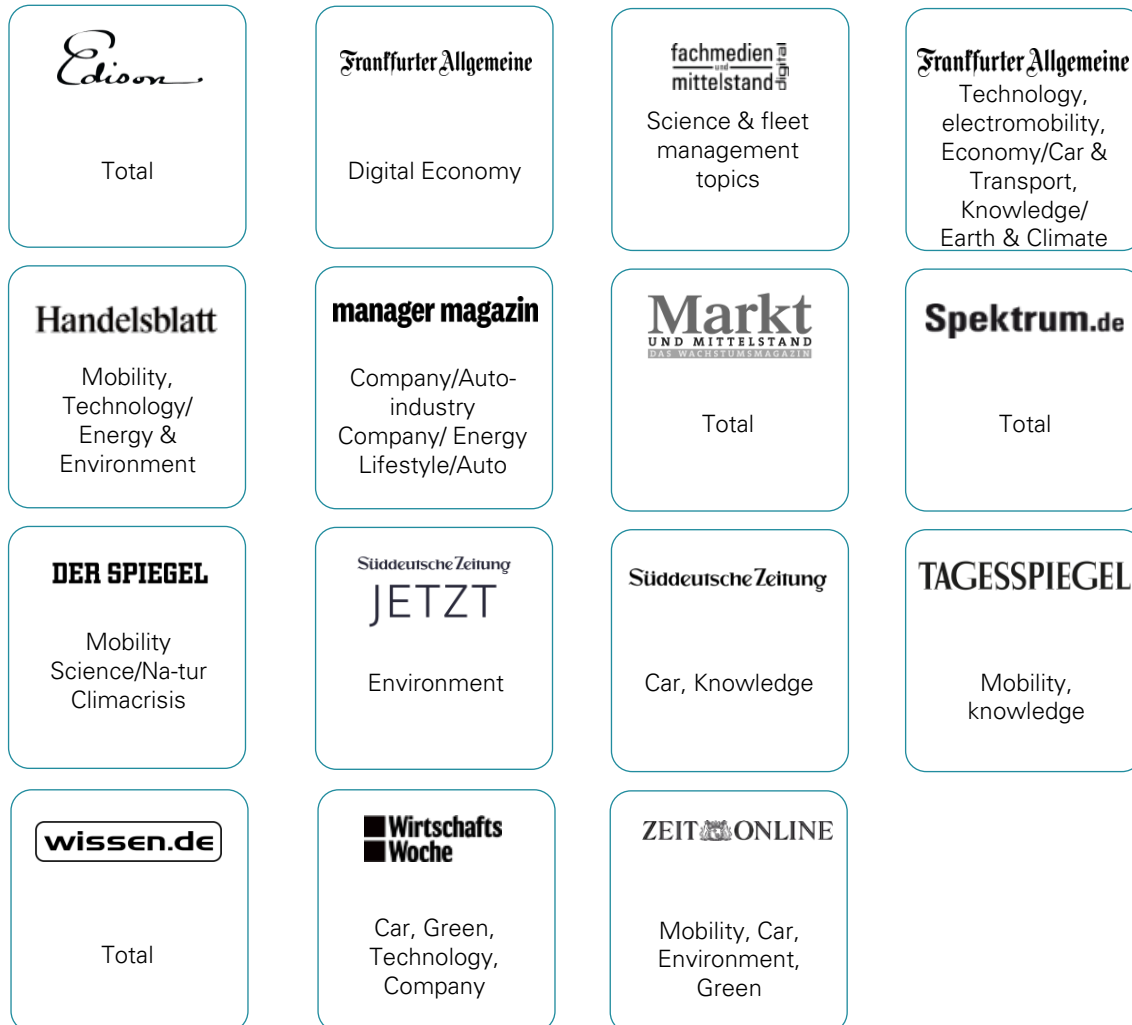 Edison
Total
Frankfurter Allgemeine
Digital Economy
fachmedien
und
mittelstand
digital
Science & fleet
management
topics
Frankfurter Allgemeine
Technology,
electromobility,
Economy/Car &
Transport,
Knowledge/
Earth & Climate
Handelsblatt
Mobility,
Technology/
Energy &
Environment
manager magazin
Company/Auto-
industry
Company/ Energy
Lifestyle/Auto
Markt
UND MITTELSTAND
DAS WACHSTUMSMAGAZIN
Total
Spektrum.de
Total
DER SPIEGEL
Mobility
Science/Na-tur
Climacrisis
Süddeutsche Zeitung
JETZT
Environment
Süddeutsche Zeitung
Car, Knowledge
TAGESSPIEGEL
Mobility,
knowledge
wissen.de
Total
Wirtschafts
Woche
Car, Green,
Technology,
Company
ZEIT ONLINE
Mobility, Car,
Environment,
Green